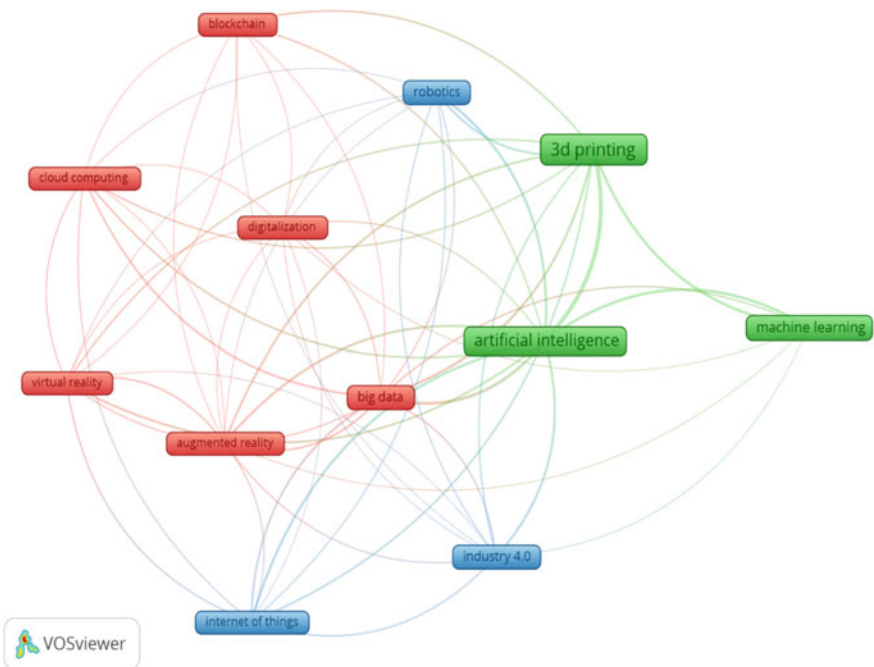 blockchain
robotics
3d printing
cloud computing
digitalization
machine learning
artificial intelligence
virtual reality
big data
augmented reality
industry 4.0
internet of things
VOSviewer